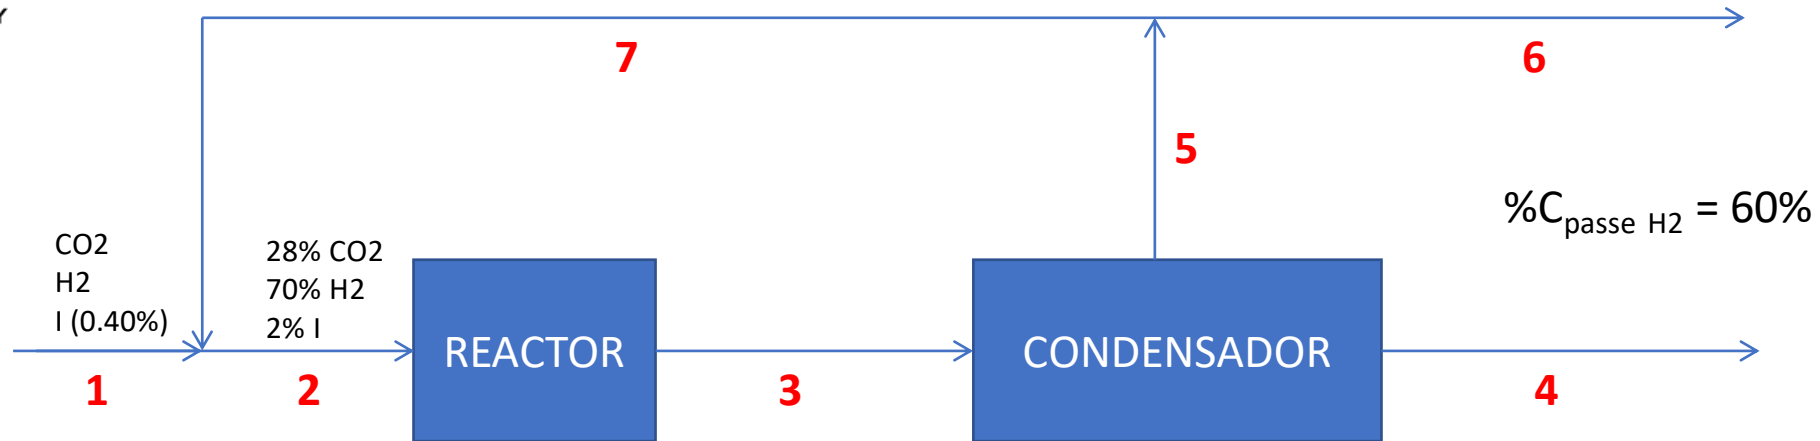 Y
7
6
5
%Cpasse H2 = 60%
CO2
H2
I (0.40%)
28% CO2
70% H2
2% I
REACTOR
CONDENSADOR
1
2
3
4